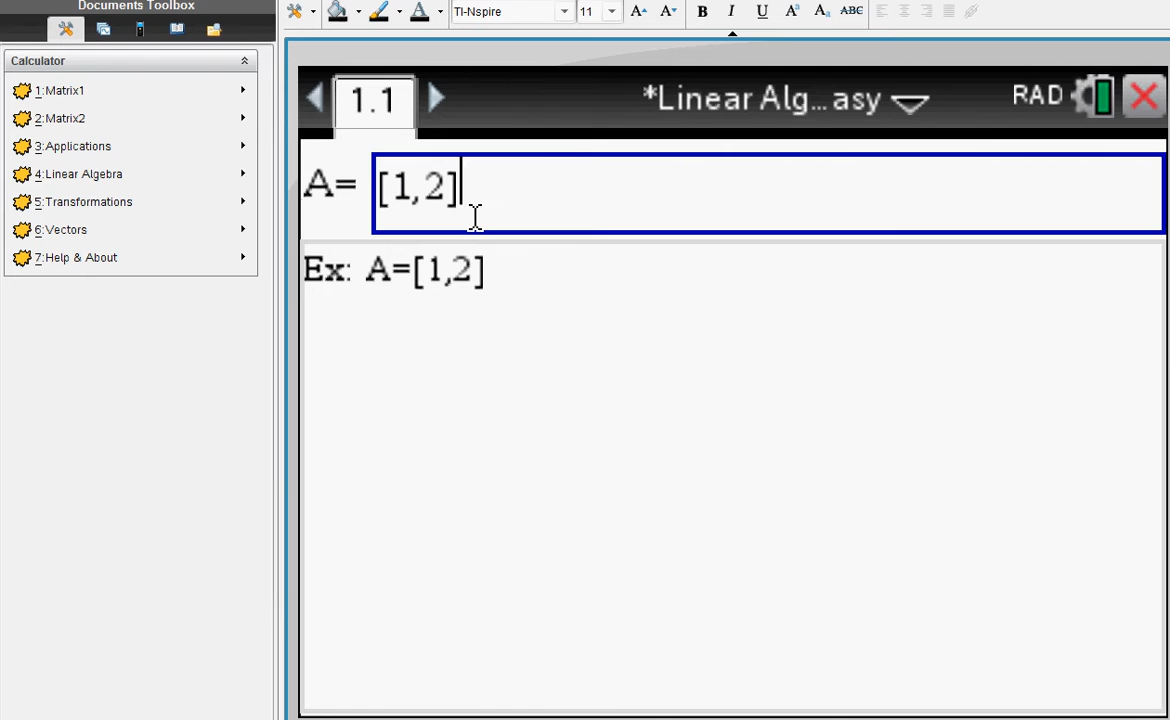 Documents Toolbox
TI-Nspire 11 B I U A A ABC
Calculator
1:Matrix1
2:Matrix2
3:Applications
4:Linear Algebra
5:Transformations
6:Vectors
7:Help & About
1.1 *Linear Alg...asy RAD
A= [1,2]
Ex: A=[1,2]